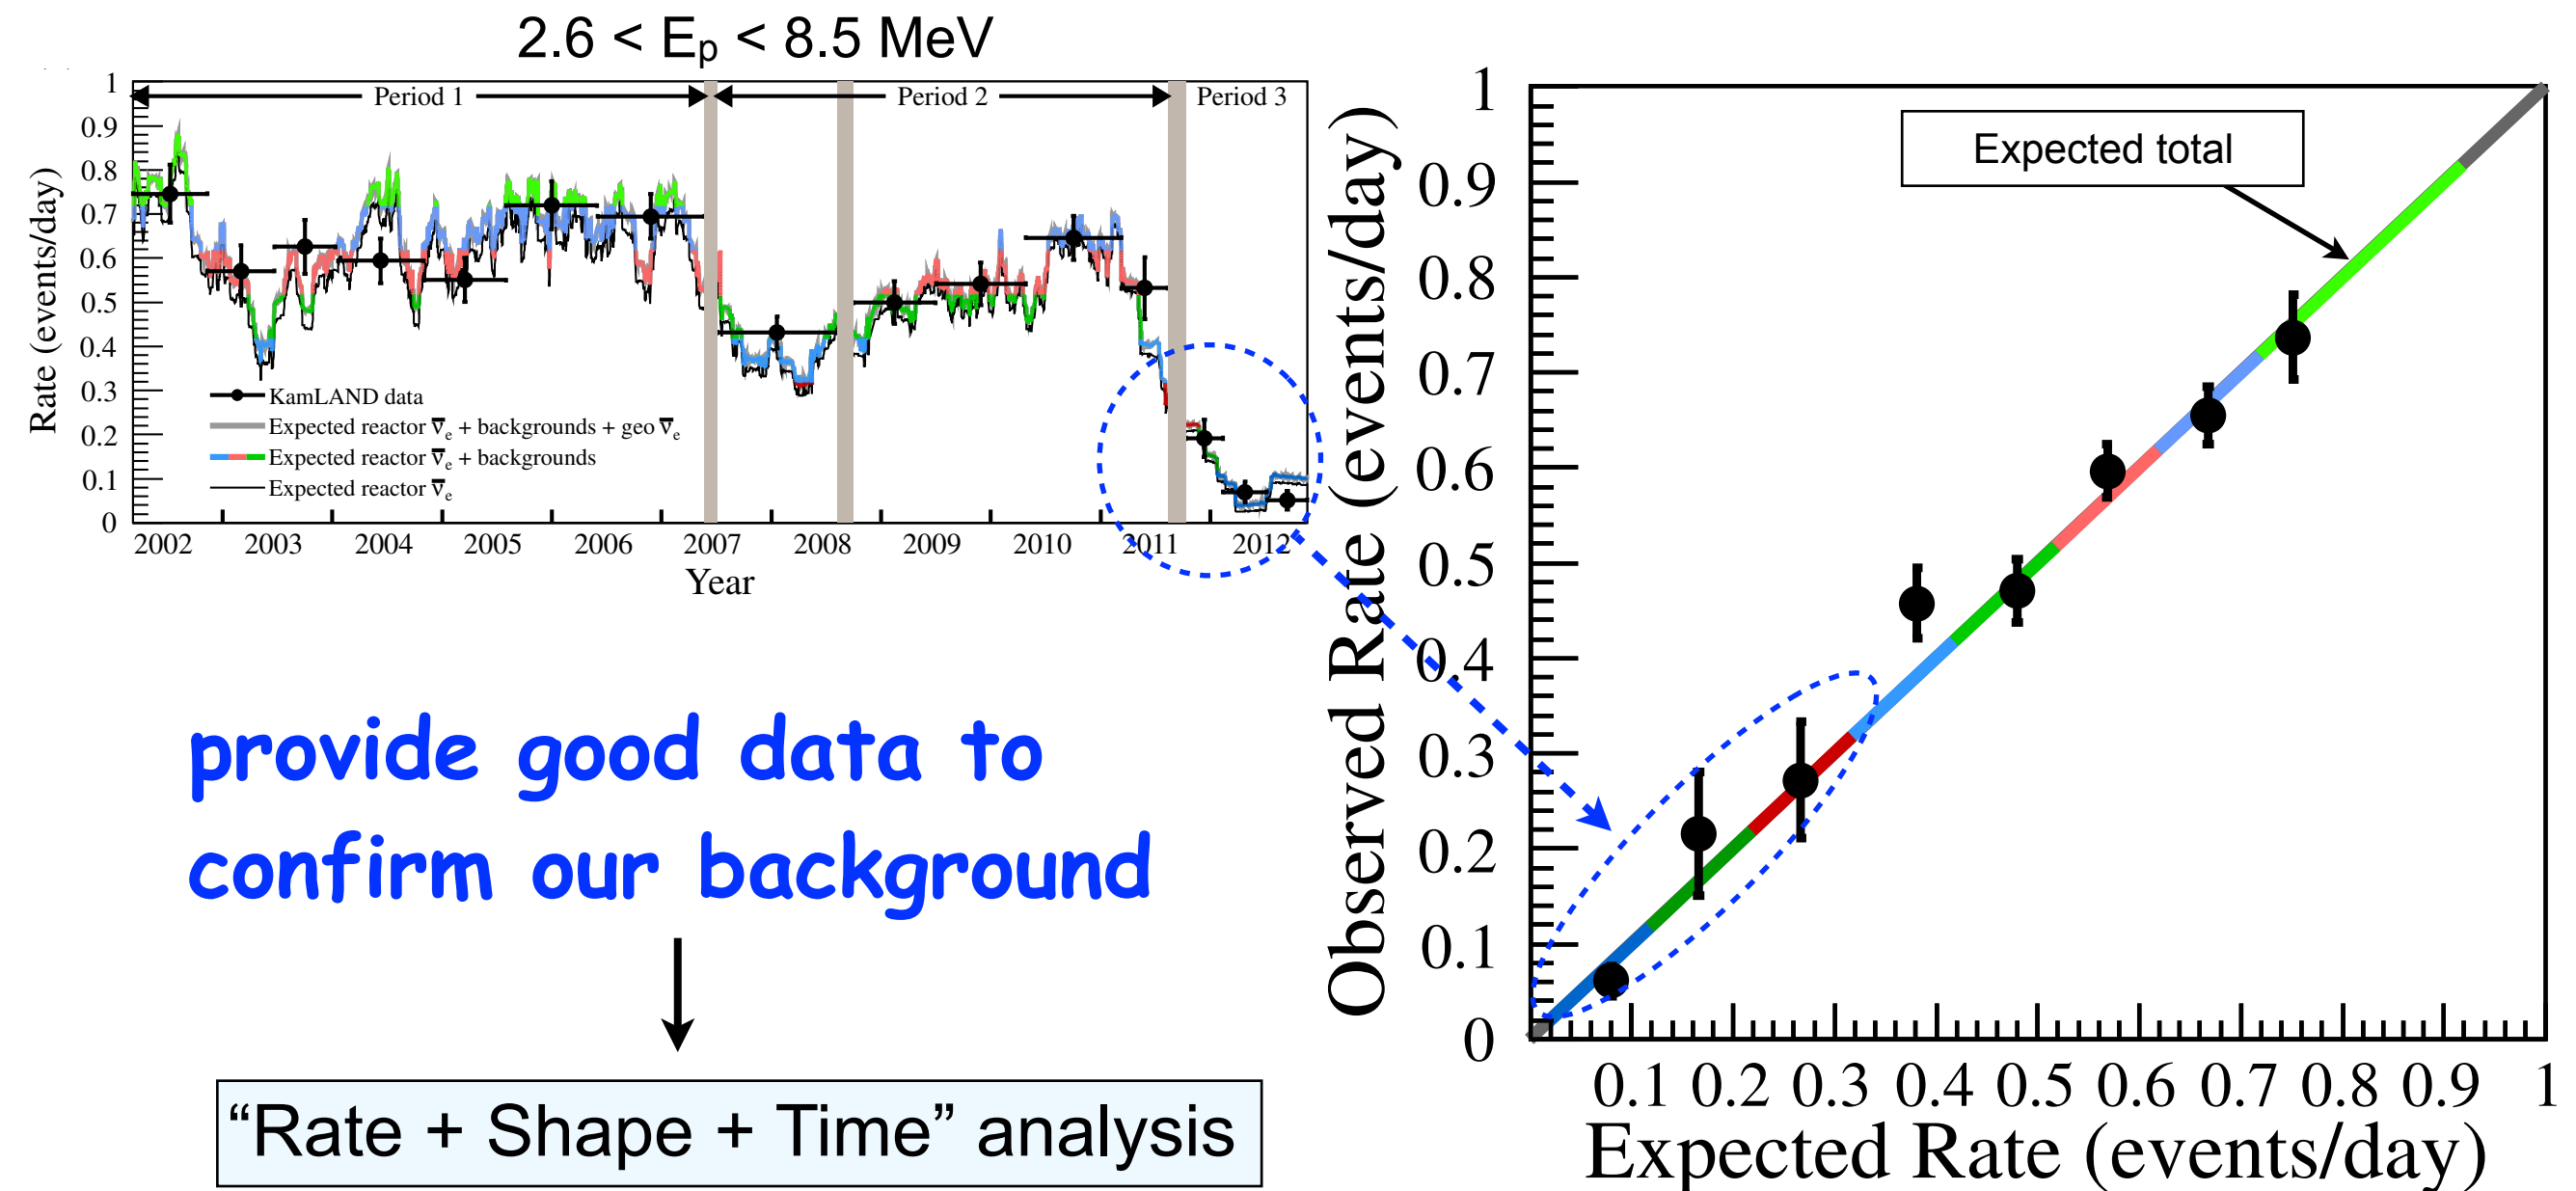 2.6 < Eₚ < 8.5 MeV
Period 1
Period 2
Period 3
1
0.9
0.8
0.7
0.6
0.5
0.4
0.3
0.2
0.1
0
Rate (events/day)
KamLAND data
Expected reactor ν̅ₑ + backgrounds + geo ν̅ₑ
Expected reactor ν̅ₑ + backgrounds
Expected reactor ν̅ₑ
2002 2003 2004 2005 2006 2007 2008 2009 2010 2011 2012
Year
provide good data to
confirm our background
“Rate + Shape + Time” analysis
Expected total
1
0.9
0.8
0.7
0.6
0.5
0.4
0.3
0.2
0.1
0
Observed Rate (events/day)
0.1 0.2 0.3 0.4 0.5 0.6 0.7 0.8 0.9 1
Expected Rate (events/day)